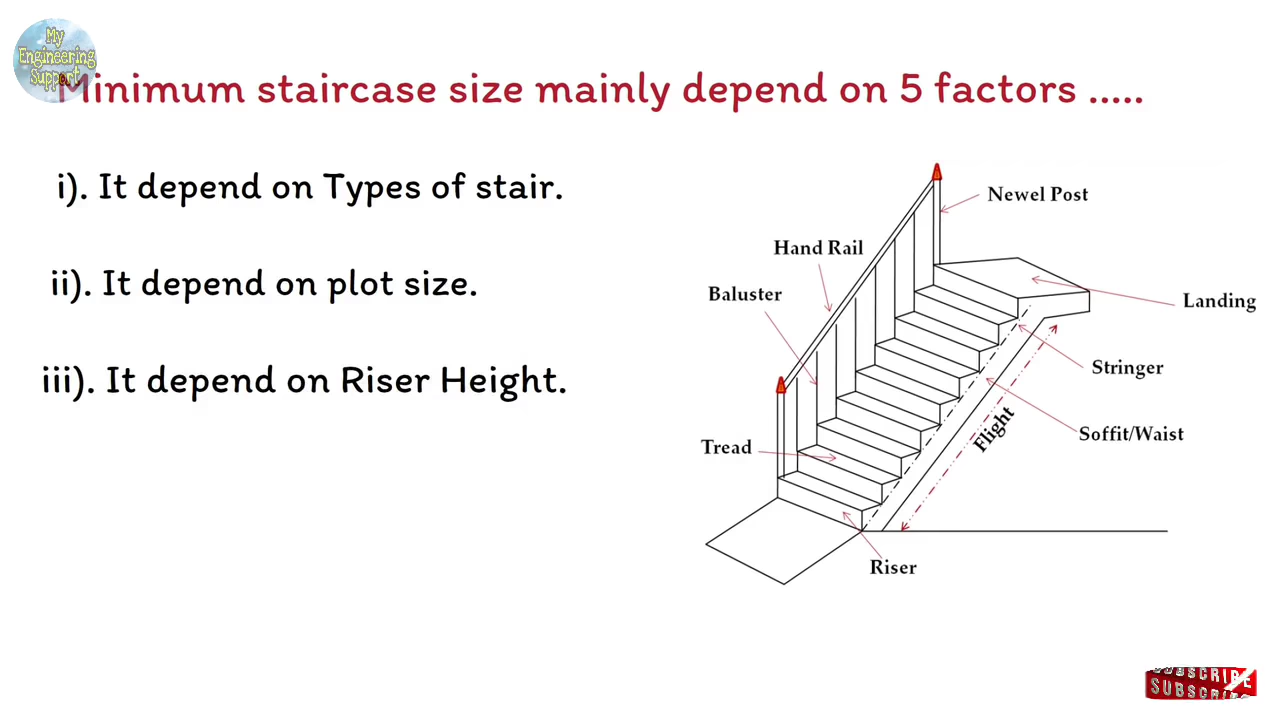 My
Engineering
Support
Minimum staircase size mainly depend on 5 factors .....
i). It depend on Types of stair.
ii). It depend on plot size.
iii). It depend on Riser Height.
Newel Post
Hand Rail
Baluster
Landing
Stringer
Flight
Soffit/Waist
Tread
Riser
SUBSCRIBE
SUBSCRIBE